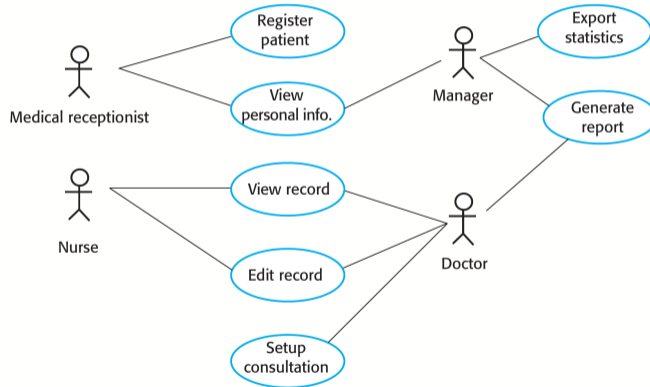 Register
patient
Export
statistics
Medical receptionist
View
personal info.
Manager
Generate
report
Nurse
View record
Edit record
Doctor
Setup
consultation